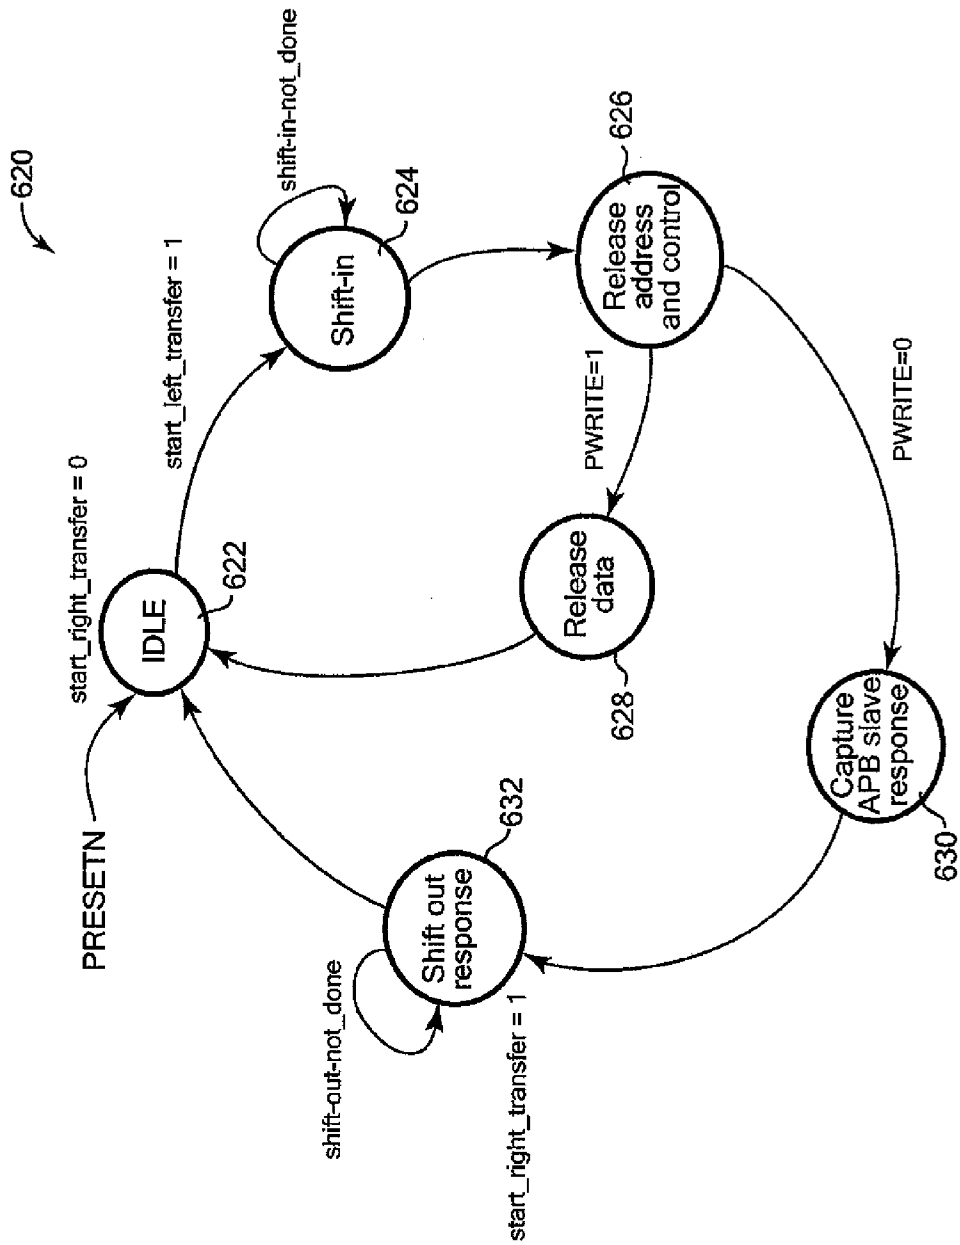 620
PRESETN
start_right_transfer = 0
IDLE
622
start_left_transfer = 1
shift-in-not_done
Shift-in
624
Release
address
and control
626
PWRITE=1
Release
data
628
PWRITE=0
Capture
APB slave
response
630
start_right_transfer = 1
Shift out
response
632
shift-out-not_done